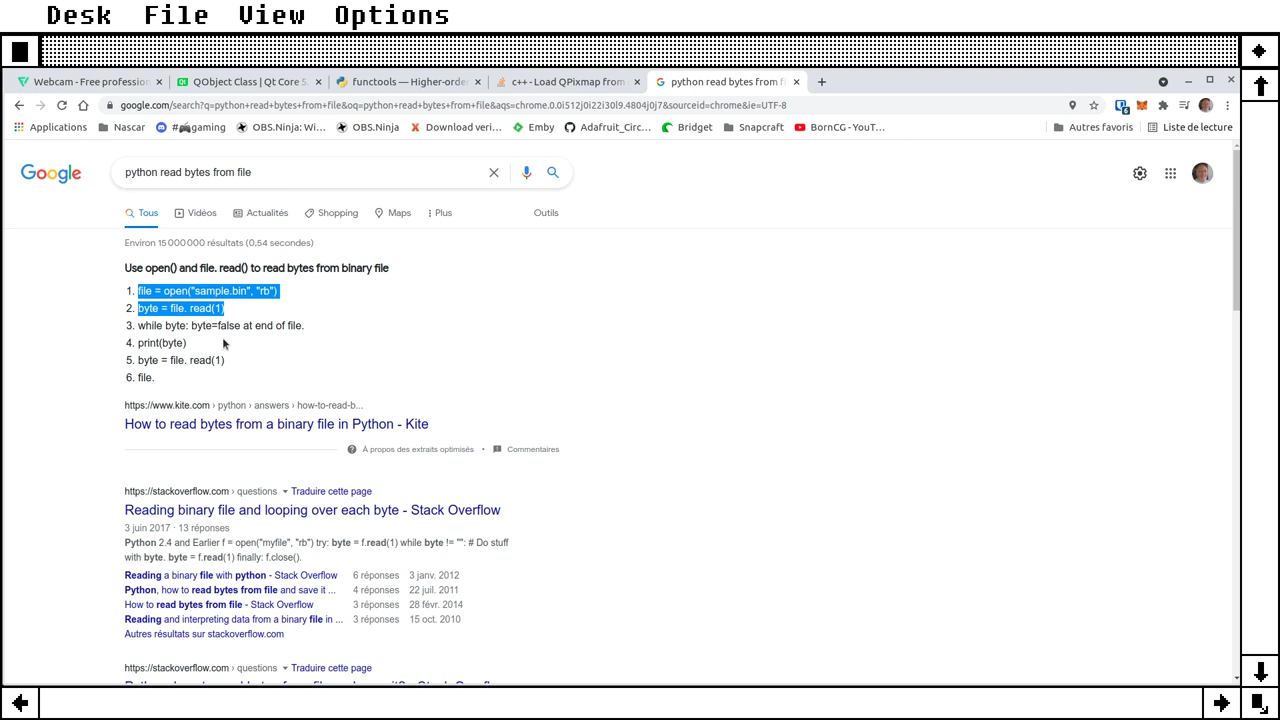 Desk File View Options
Webcam - Free profession
QObject Class | Qt Core 5.
functools — Higher-order
c++ - Load QPixmap from
python read bytes from f
google.com/search?q=python+read+bytes+from+file&oq=python+read+bytes+from+file&aqs=chrome.0.0i512j0i22i30l9.4804j0j7&sourceid=chrome&ie=UTF-8
6
Applications
Nascar
#🎮gaming
OBS.Ninja: Wi...
OBS.Ninja
Download veri...
Emby
Adafruit_Circ...
Bridget
Snapcraft
BornCG - YouT...
Autres favoris
Liste de lecture
Google
python read bytes from file
Tous
Vidéos
Actualités
Shopping
Maps
Plus
Outils
Environ 15 000 000 résultats (0,54 secondes)
Use open() and file. read() to read bytes from binary file
1. file = open("sample.bin", "rb")
2. byte = file. read(1)
3. while byte: byte=false at end of file.
4. print(byte)
5. byte = file. read(1)
6. file.
https://www.kite.com › python › answers › how-to-read-b...
How to read bytes from a binary file in Python - Kite
À propos des extraits optimisés • Commentaires
https://stackoverflow.com › questions Traduire cette page
Reading binary file and looping over each byte - Stack Overflow
3 juin 2017 · 13 réponses
Python 2.4 and Earlier f = open("myfile", "rb") try: byte = f.read(1) while byte != "": # Do stuff
with byte. byte = f.read(1) finally: f.close().
Reading a binary file with python - Stack Overflow 6 réponses 3 janv. 2012
Python, how to read bytes from file and save it ... 4 réponses 22 juil. 2011
How to read bytes from file - Stack Overflow 3 réponses 28 févr. 2014
Reading and interpreting data from a binary file in ... 3 réponses 15 oct. 2010
Autres résultats sur stackoverflow.com
https://stackoverflow.com › questions Traduire cette page